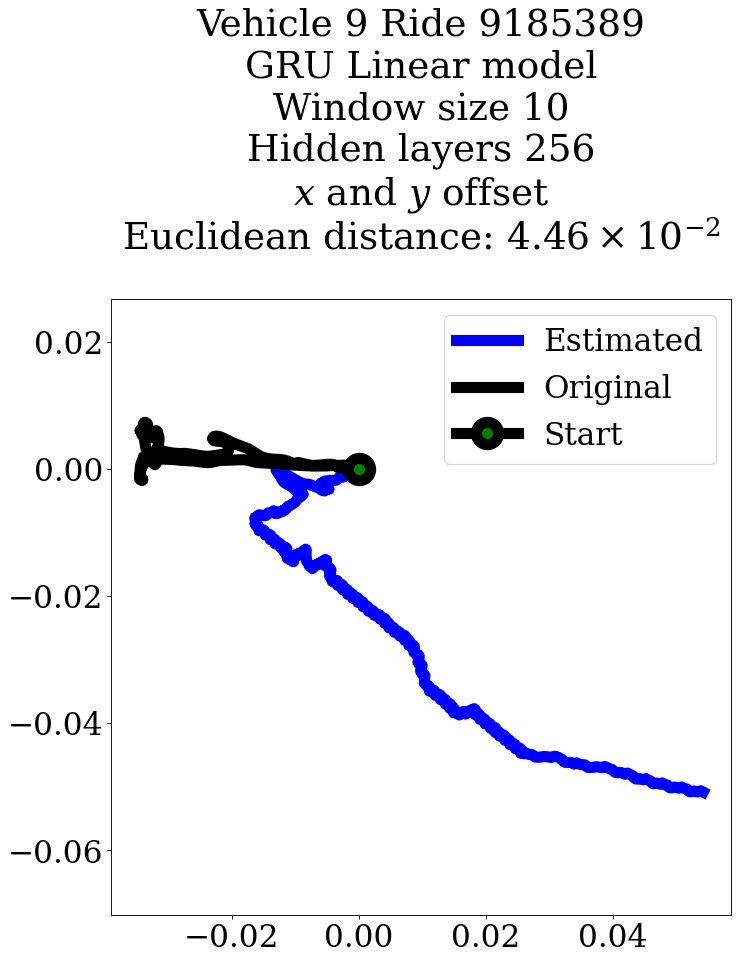 Vehicle 9 Ride 9185389
GRU Linear model
Window size 10
Hidden layers 256
x and y offset
Euclidean distance: 4.46 × 10⁻²
Estimated
Original
Start
0.02
0.00
−0.02
−0.04
−0.06
−0.02 0.00 0.02 0.04